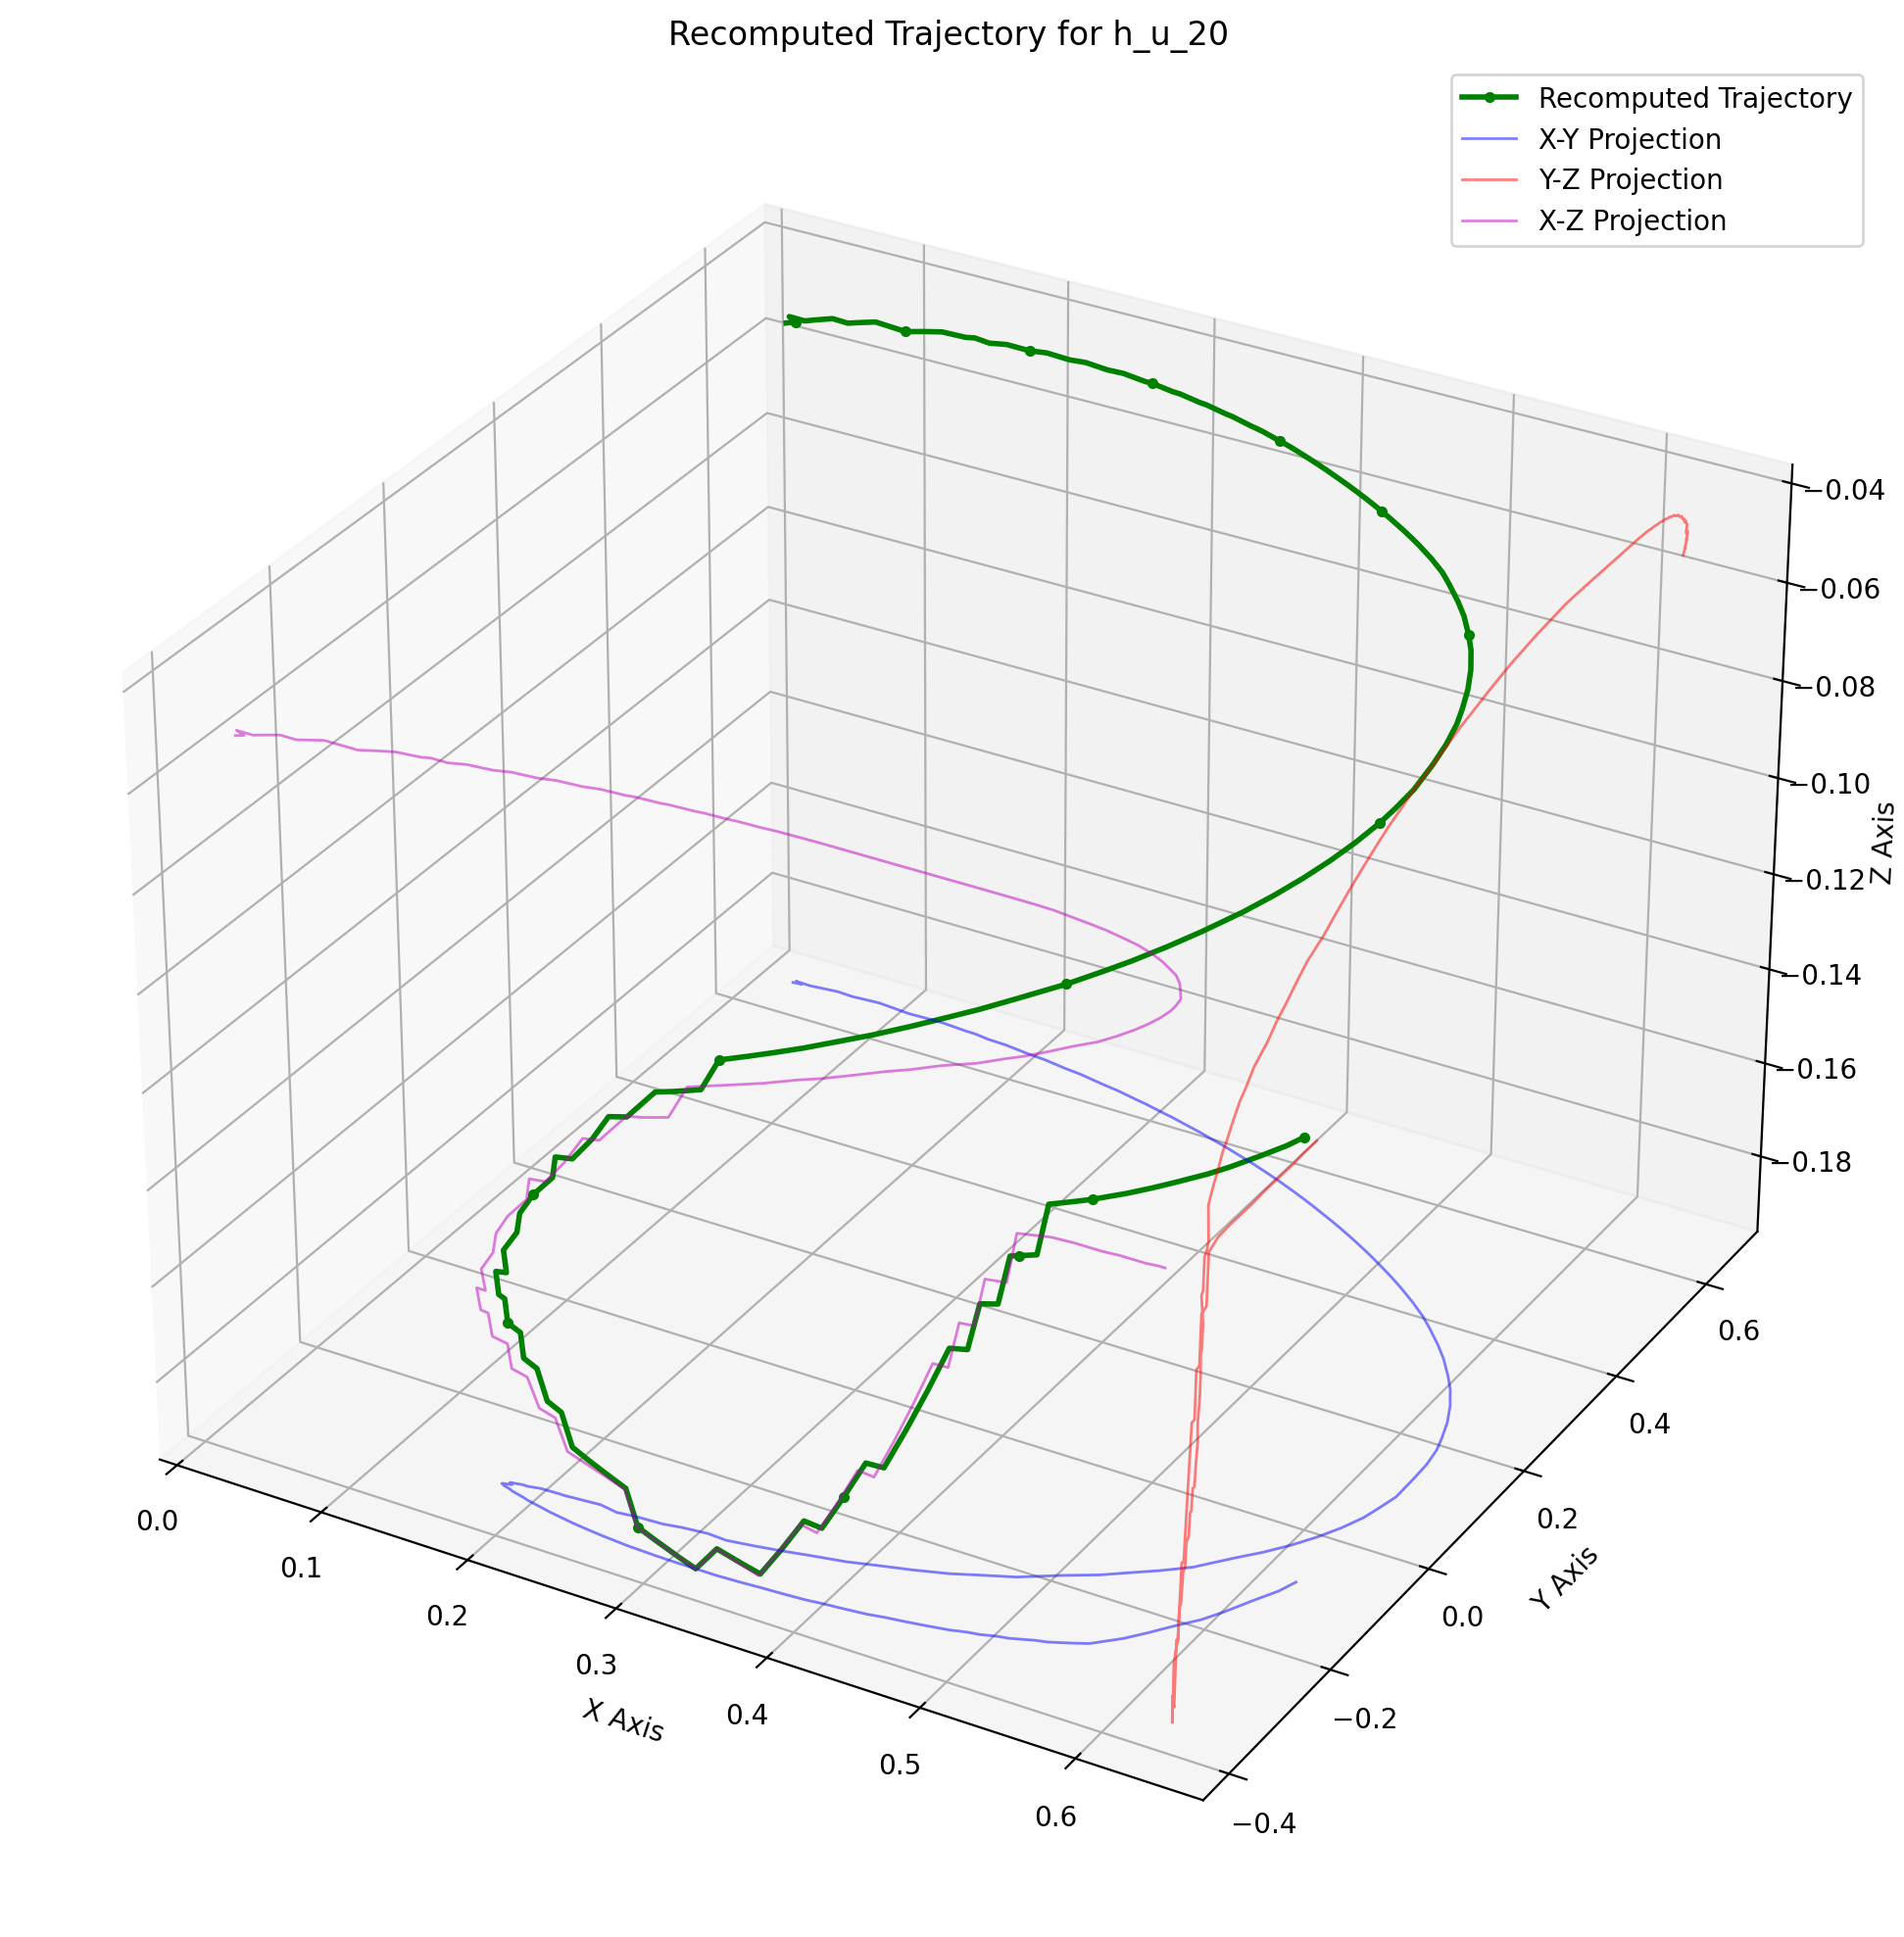 Recomputed Trajectory for h_u_20
Recomputed Trajectory
X-Y Projection
Y-Z Projection
X-Z Projection
−0.04
−0.06
−0.08
−0.10
−0.12
−0.14
−0.16
−0.18
Z Axis
0.6
0.4
0.2
0.0
−0.2
−0.4
Y Axis
0.0
0.1
0.2
0.3
0.4
0.5
0.6
X Axis